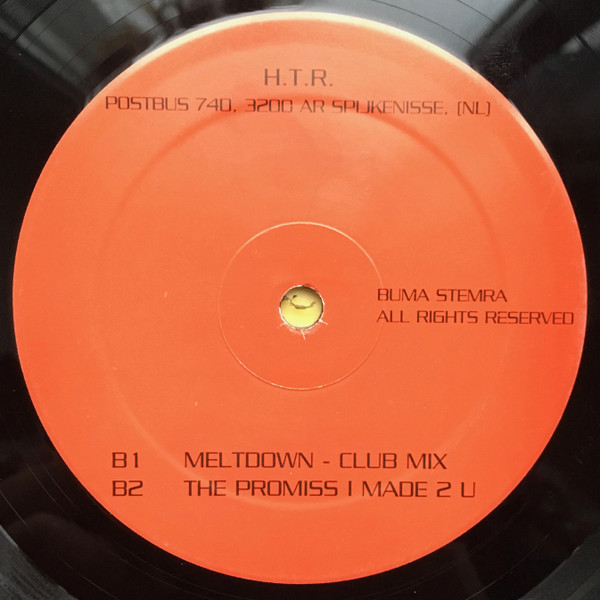 H.T.R.
POSTBUS 740, 3200 AR SPIJKENISSE, (NL)
BUMA STEMRA
ALL RIGHTS RESERVED
B1 MELTDOWN - CLUB MIX
B2 THE PROMISS I MADE 2 U